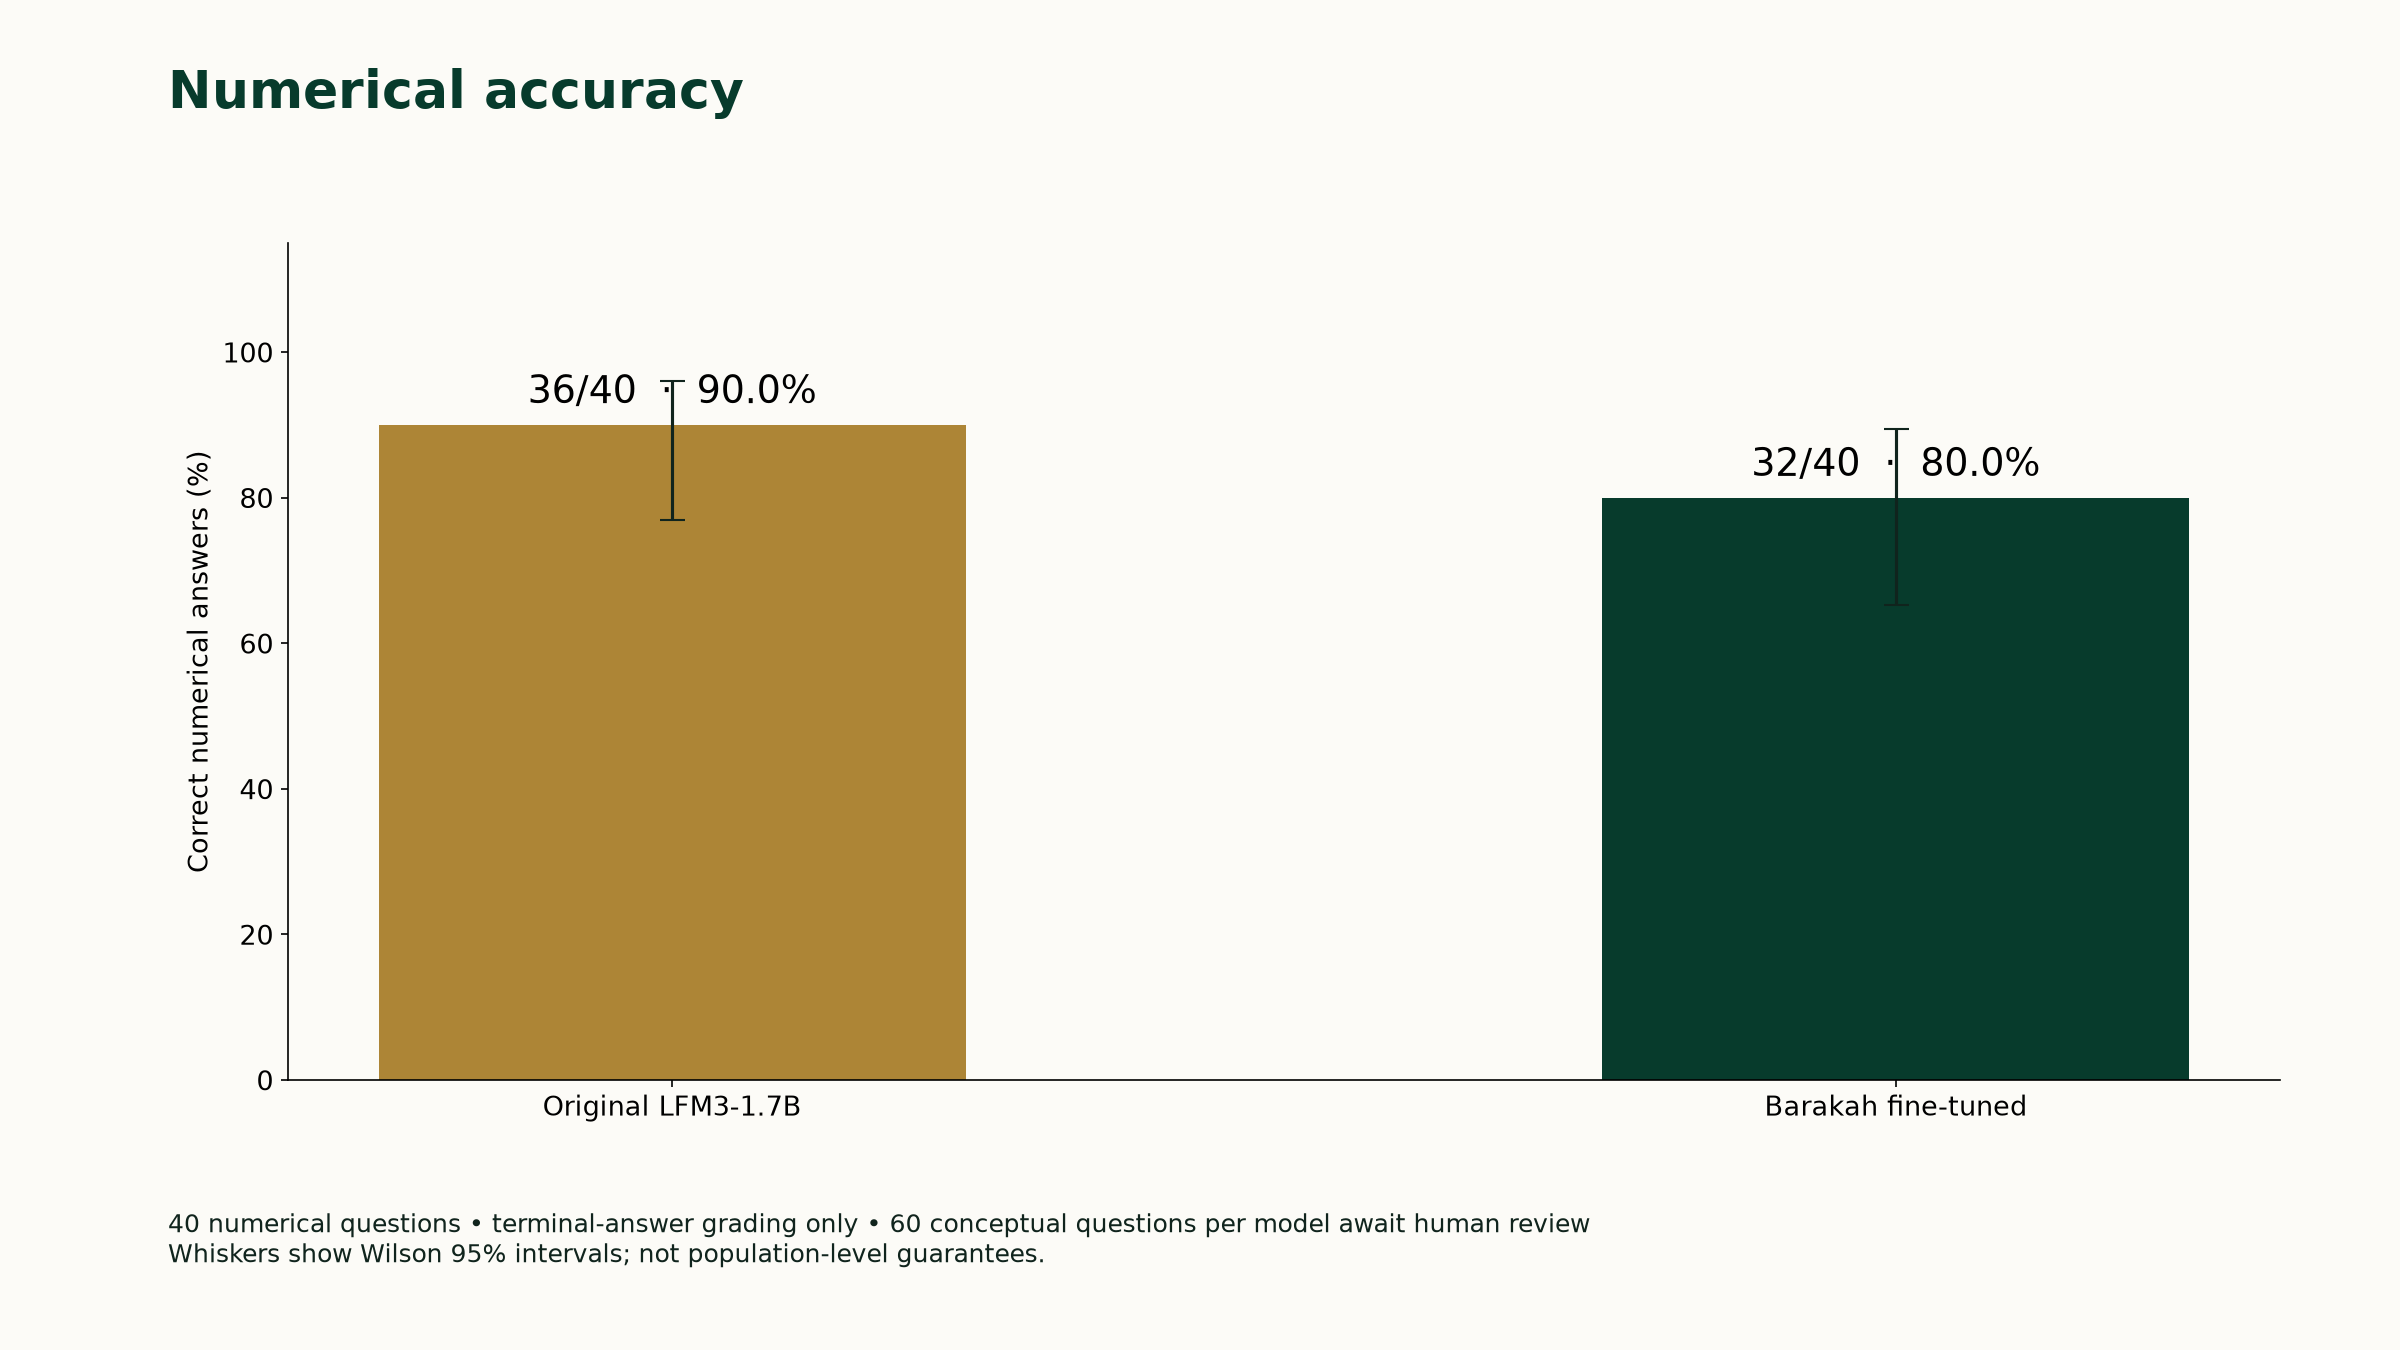 Numerical accuracy
Correct numerical answers (%)
100
80
60
40
20
0
36/40 · 90.0%
32/40 · 80.0%
Original LFM3-1.7B
Barakah fine-tuned
40 numerical questions • terminal-answer grading only • 60 conceptual questions per model await human review
Whiskers show Wilson 95% intervals; not population-level guarantees.